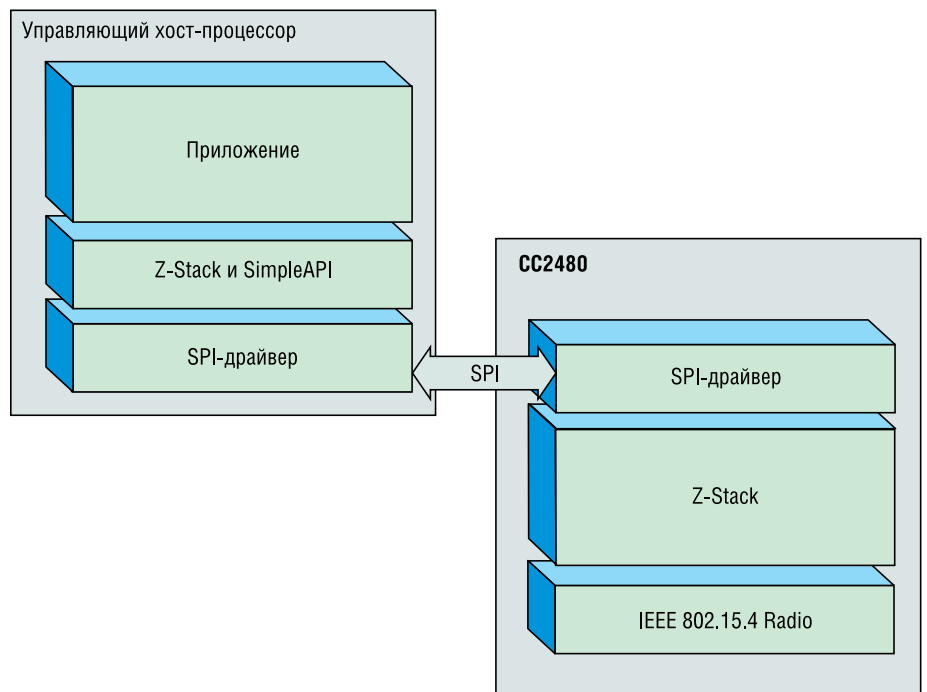 Управляющий хост-процессор
Приложение
Z-Stack и SimpleAPI
SPI-драйвер
SPI
CC2480
SPI-драйвер
Z-Stack
IEEE 802.15.4 Radio